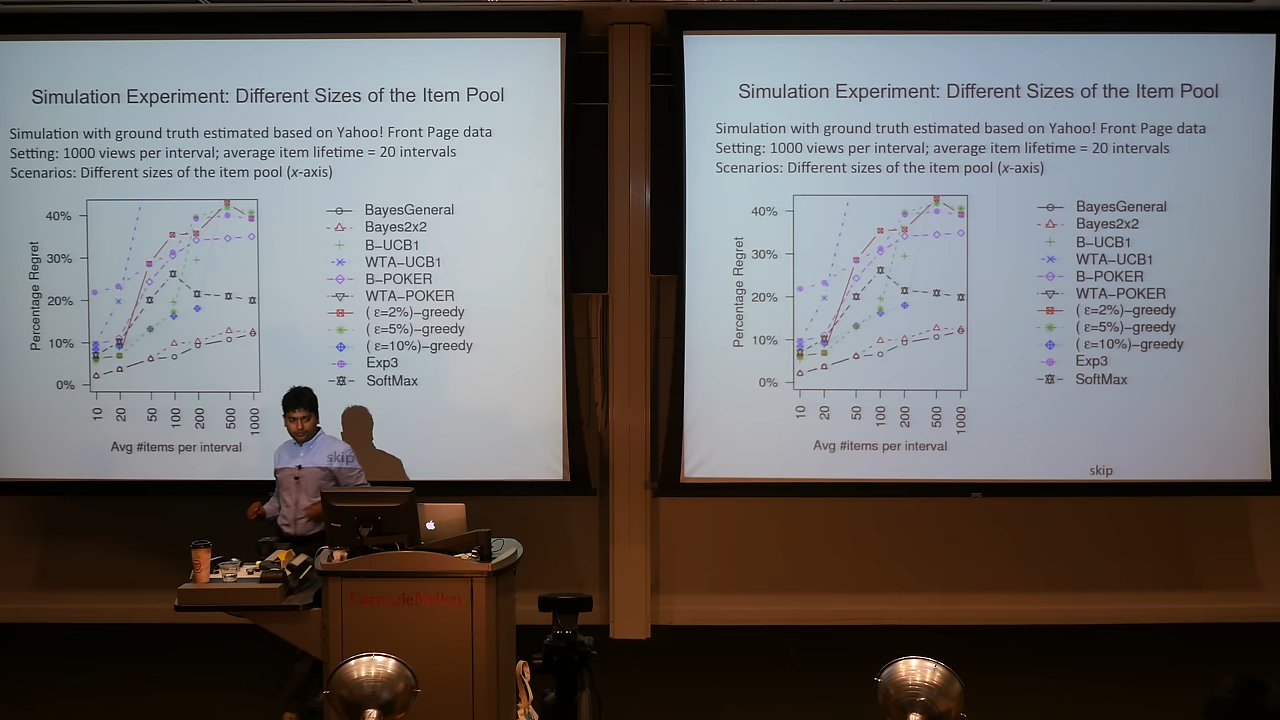 Simulation Experiment: Different Sizes of the Item Pool
Simulation with ground truth estimated based on Yahoo! Front Page data
Setting: 1000 views per interval; average item lifetime = 20 intervals
Scenarios: Different sizes of the item pool (x-axis)
Percentage Regret
40%
30%
20%
10%
0%
10 20 50 100 200 500 1000
Avg #items per interval
BayesGeneral
Bayes2x2
B-UCB1
WTA-UCB1
B-POKER
WTA-POKER
(ε=2%)-greedy
(ε=5%)-greedy
(ε=10%)-greedy
Exp3
SoftMax
skip
Simulation Experiment: Different Sizes of the Item Pool
Simulation with ground truth estimated based on Yahoo! Front Page data
Setting: 1000 views per interval; average item lifetime = 20 intervals
Scenarios: Different sizes of the item pool (x-axis)
Percentage Regret
40%
30%
20%
10%
0%
10 20 50 100 200 500 1000
Avg #items per interval
BayesGeneral
Bayes2x2
B-UCB1
WTA-UCB1
B-POKER
WTA-POKER
(ε=2%)-greedy
(ε=5%)-greedy
(ε=10%)-greedy
Exp3
SoftMax
skip
Carnegie Mellon